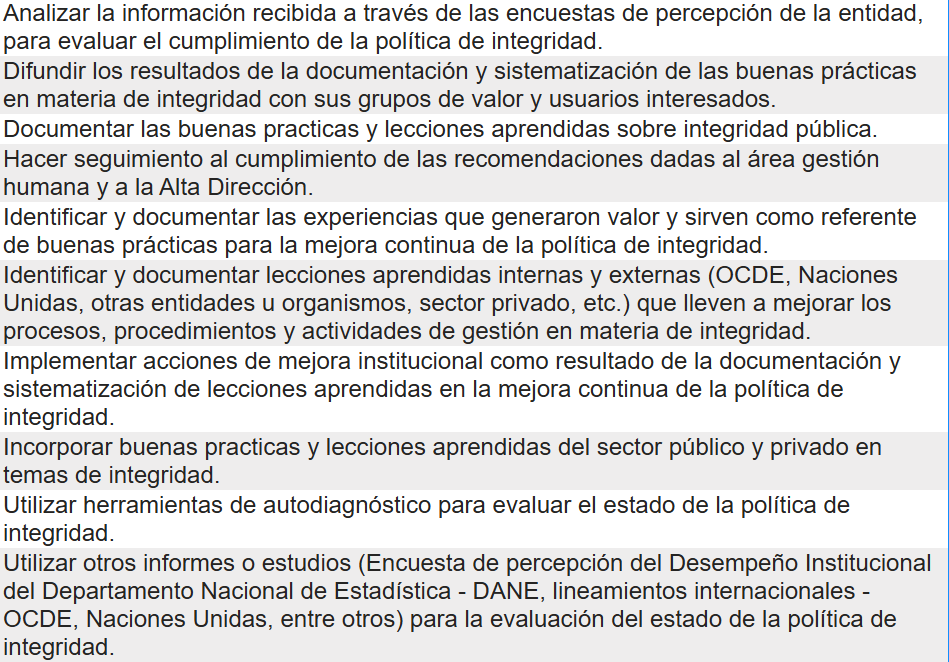 Analizar la información recibida a través de las encuestas de percepción de la entidad,
para evaluar el cumplimiento de la política de integridad.
Difundir los resultados de la documentación y sistematización de las buenas prácticas
en materia de integridad con sus grupos de valor y usuarios interesados.
Documentar las buenas practicas y lecciones aprendidas sobre integridad pública.
Hacer seguimiento al cumplimiento de las recomendaciones dadas al área gestión
humana y a la Alta Dirección.
Identificar y documentar las experiencias que generaron valor y sirven como referente
de buenas prácticas para la mejora continua de la política de integridad.
Identificar y documentar lecciones aprendidas internas y externas (OCDE, Naciones
Unidas, otras entidades u organismos, sector privado, etc.) que lleven a mejorar los
procesos, procedimientos y actividades de gestión en materia de integridad.
Implementar acciones de mejora institucional como resultado de la documentación y
sistematización de lecciones aprendidas en la mejora continua de la política de
integridad.
Incorporar buenas practicas y lecciones aprendidas del sector público y privado en
temas de integridad.
Utilizar herramientas de autodiagnóstico para evaluar el estado de la política de
integridad.
Utilizar otros informes o estudios (Encuesta de percepción del Desempeño Institucional
del Departamento Nacional de Estadística - DANE, lineamientos internacionales -
OCDE, Naciones Unidas, entre otros) para la evaluación del estado de la política de
integridad.